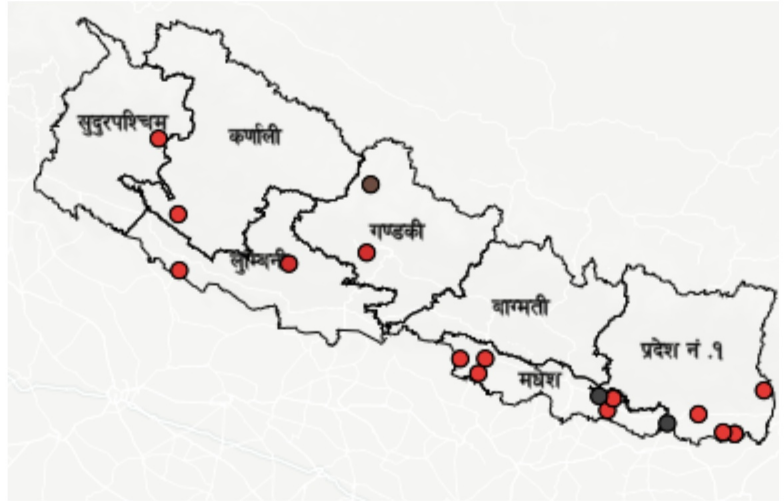 सुदुरपश्चिम
कर्णाली
गण्डकी
लुम्बिनी
बाग्मती
मधेश
प्रदेश नं .१